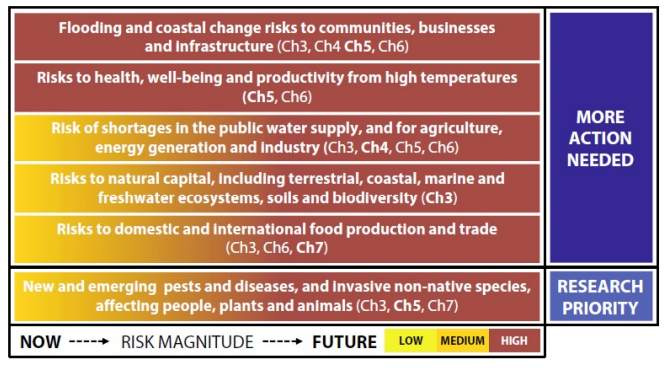 Flooding and coastal change risks to communities, businesses
and infrastructure (Ch3, Ch4 Ch5, Ch6)
Risks to health, well-being and productivity from high temperatures
(Ch5, Ch6)
Risk of shortages in the public water supply, and for agriculture,
energy generation and industry (Ch3, Ch4, Ch5, Ch6)
Risks to natural capital, including terrestrial, coastal, marine and
freshwater ecosystems, soils and biodiversity (Ch3)
Risks to domestic and international food production and trade
(Ch3, Ch6, Ch7)
MORE
ACTION
NEEDED
New and emerging pests and diseases, and invasive non-native species,
affecting people, plants and animals (Ch3, Ch5, Ch7)
RESEARCH
PRIORITY
NOW RISK MAGNITUDE FUTURE LOW MEDIUM HIGH